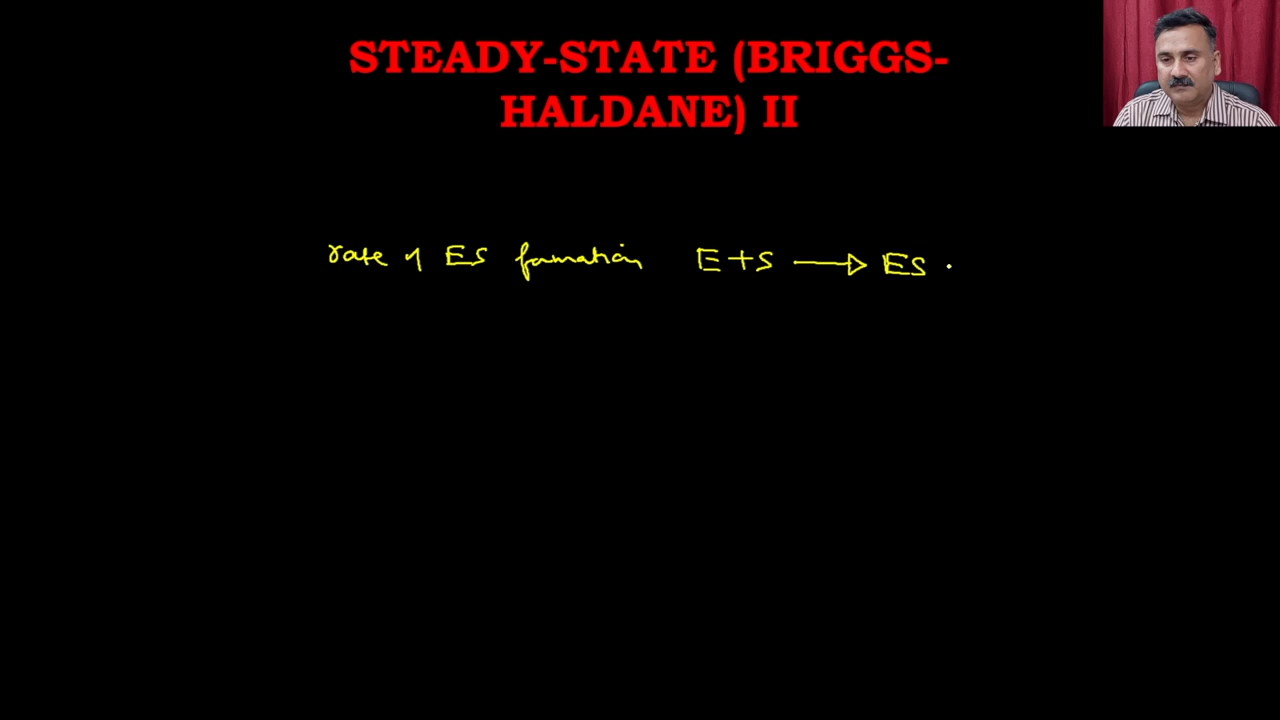 STEADY-STATE (BRIGGS-
HALDANE) II
rate of ES formation E+S → ES